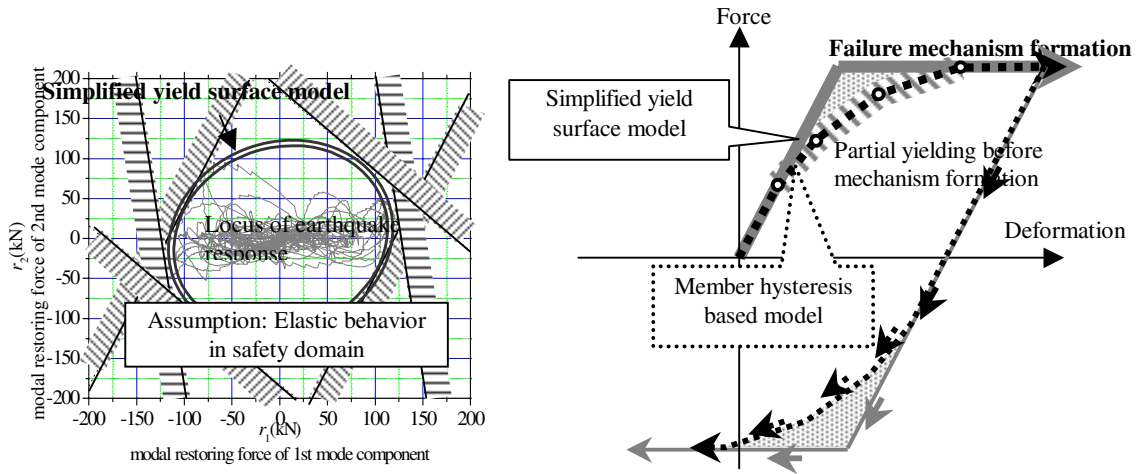 Simplified yield surface model
modal restoring force of 2nd mode component
r2(kN)
200
150
100
50
0
-50
-100
-150
-200
Locus of earthquake
response
Assumption: Elastic behavior
in safety domain
-200 -150 -100 -50 0 50 100 150 200
r1(kN)
modal restoring force of 1st mode component
Force
Failure mechanism formation
Simplified yield
surface model
Partial yielding before
mechanism formation
Deformation
Member hysteresis
based model